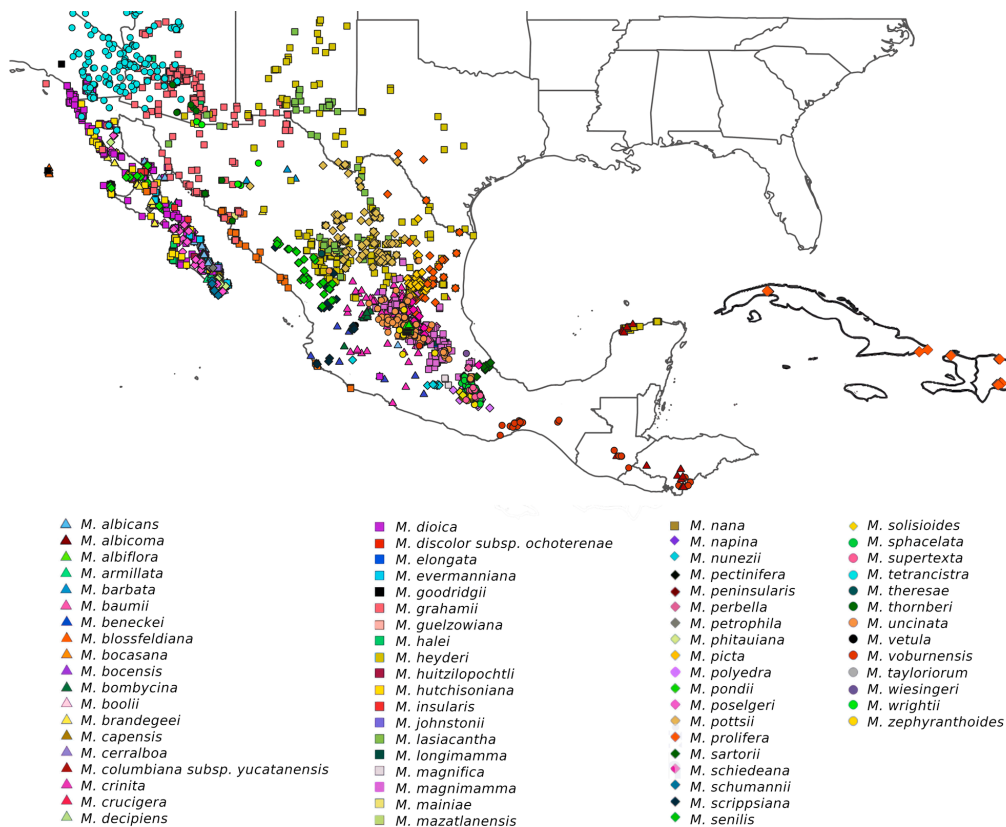 M. albicans
M. albicoma
M. albiflora
M. armillata
M. barbata
M. baumii
M. beneckei
M. blossfeldiana
M. bocasana
M. bocensis
M. bombycina
M. boolii
M. brandegeei
M. capensis
M. cerralboa
M. columbiana subsp. yucatanensis
M. crinita
M. crucigera
M. decipiens
M. dioica
M. discolor subsp. ochoterenae
M. elongata
M. evermanniana
M. goodridgii
M. grahamii
M. guelzowiana
M. halei
M. heyderi
M. huitzilopochtli
M. hutchisoniana
M. insularis
M. johnstonii
M. lasiacantha
M. longimamma
M. magnifica
M. magnimamma
M. mainiae
M. mazatlanensis
M. nana
M. napina
M. nunezii
M. pectinifera
M. peninsularis
M. perbella
M. petrophila
M. phitauiana
M. picta
M. polyedra
M. pondii
M. poselgeri
M. pottsii
M. prolifera
M. sartorii
M. schiedeana
M. schumannii
M. scrippsiana
M. senilis
M. solisioides
M. sphacelata
M. supertexta
M. tetrancistra
M. theresae
M. thornberi
M. uncinata
M. vetula
M. voburnensis
M. tayloriorum
M. wiesingeri
M. wrightii
M. zephyranthoides